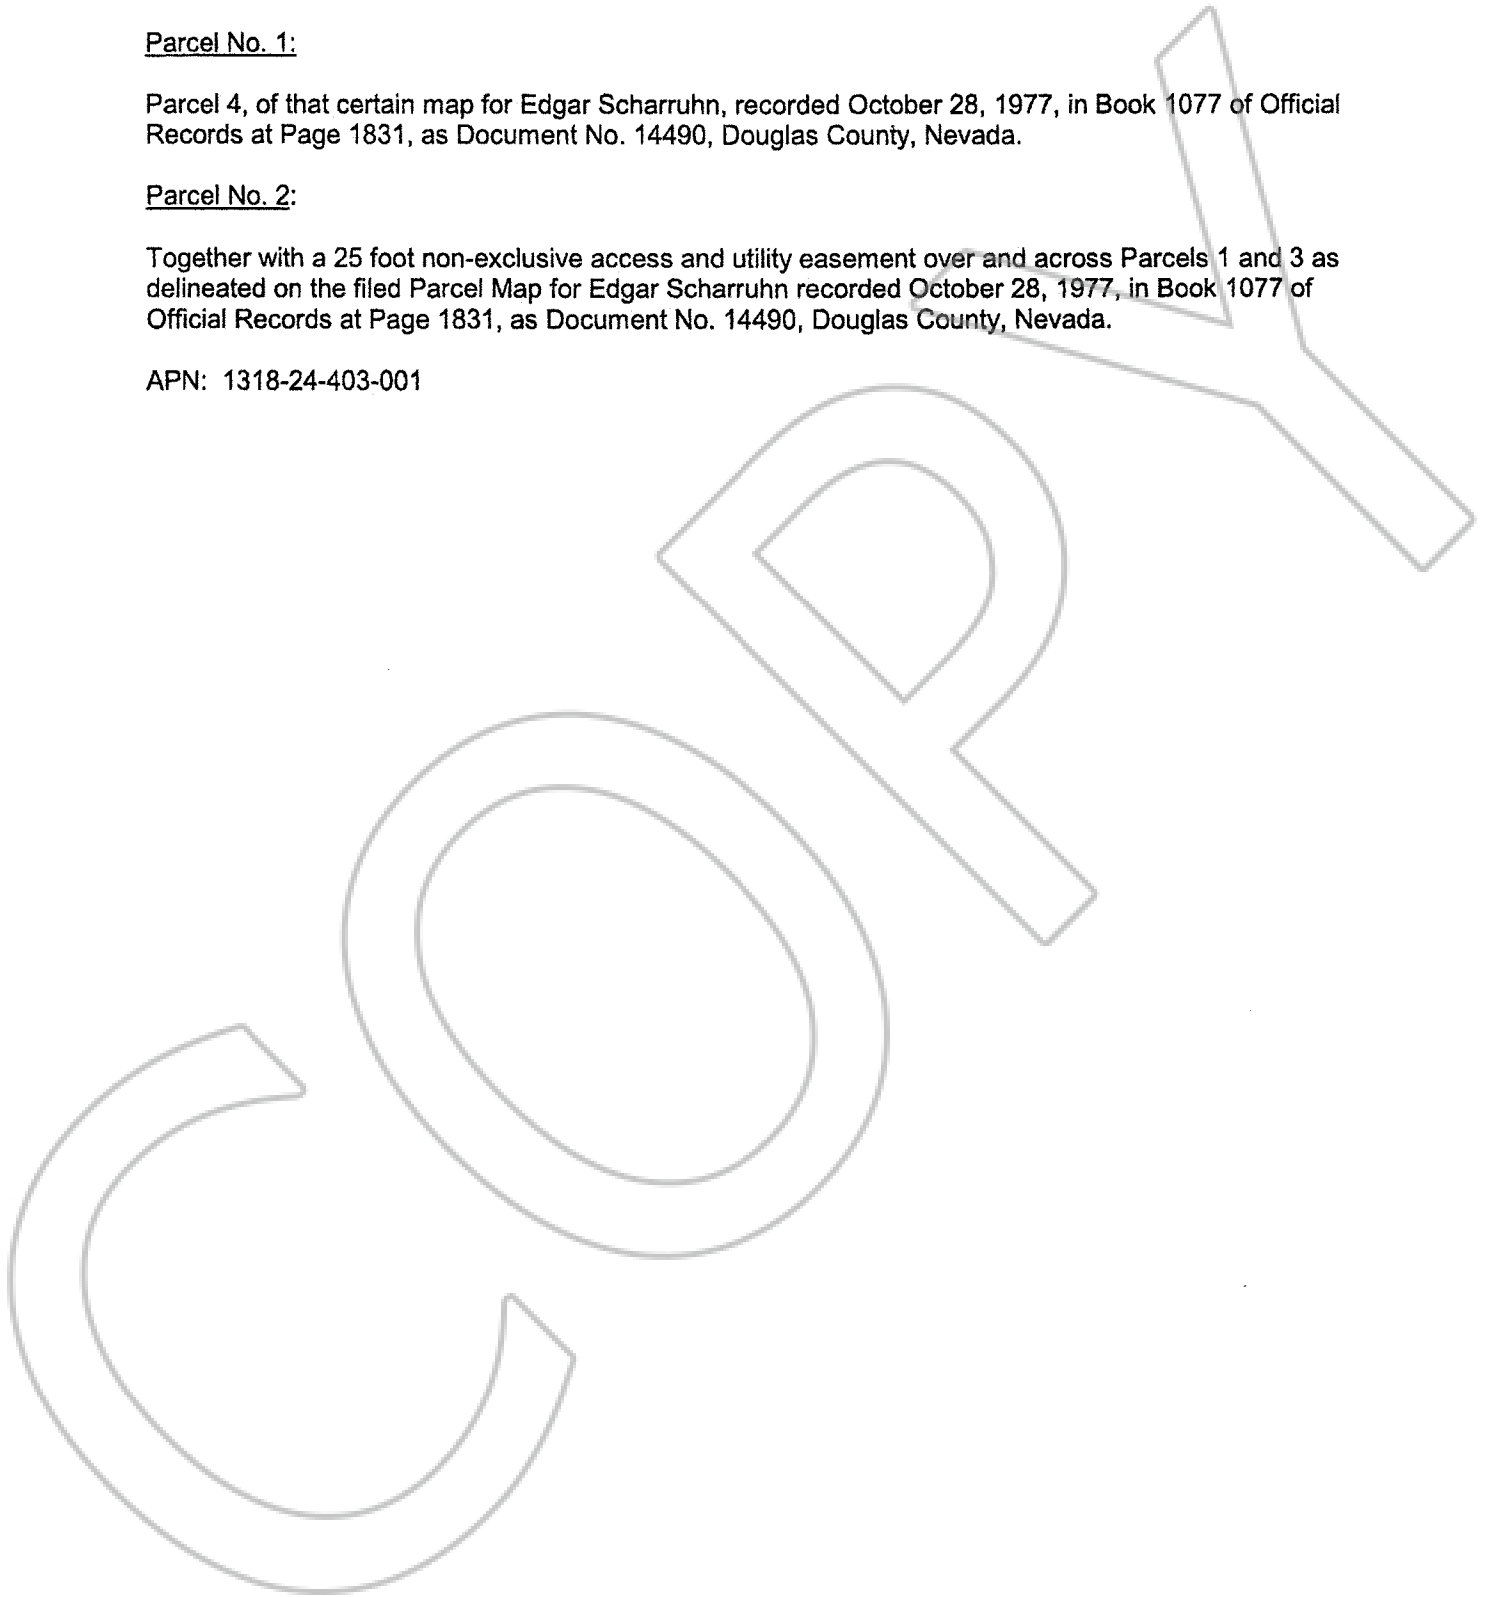 Parcel No. 1:
Parcel 4, of that certain map for Edgar Scharruhn, recorded October 28, 1977, in Book 1077 of Official
Records at Page 1831, as Document No. 14490, Douglas County, Nevada.
Parcel No. 2:
Together with a 25 foot non-exclusive access and utility easement over and across Parcels 1 and 3 as
delineated on the filed Parcel Map for Edgar Scharruhn recorded October 28, 1977, in Book 1077 of
Official Records at Page 1831, as Document No. 14490, Douglas County, Nevada.
APN: 1318-24-403-001
COPY